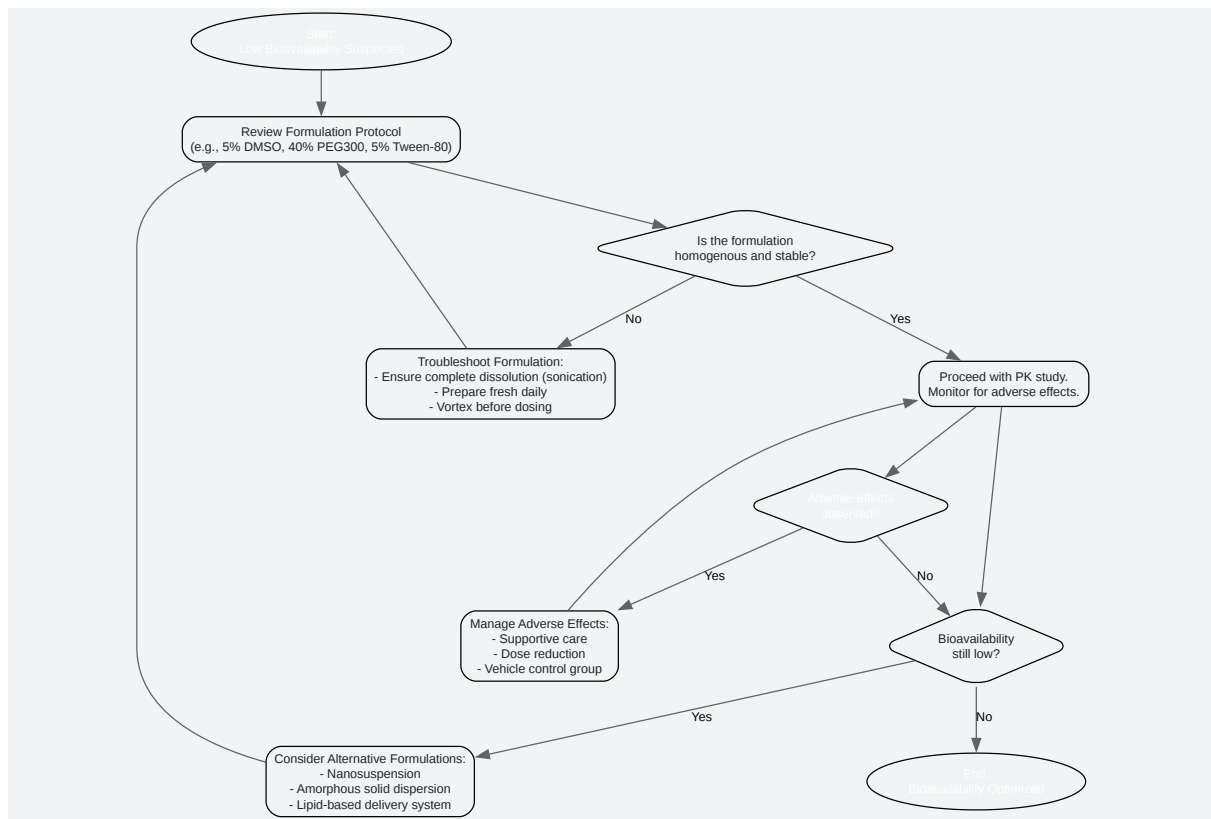 Start:
Low Bioavailability Suspected
Review Formulation Protocol
(e.g., 5% DMSO, 40% PEG300, 5% Tween-80)
Is the formulation
homogenous and stable?
No
Yes
Troubleshoot Formulation:
- Ensure complete dissolution (sonication)
- Prepare fresh daily
- Vortex before dosing
Proceed with PK study.
Monitor for adverse effects.
Adverse effects
observed?
Yes
No
Manage Adverse Effects:
- Supportive care
- Dose reduction
- Vehicle control group
Bioavailability
still low?
Yes
No
Consider Alternative Formulations:
- Nanosuspension
- Amorphous solid dispersion
- Lipid-based delivery system
End:
Bioavailability Optimized